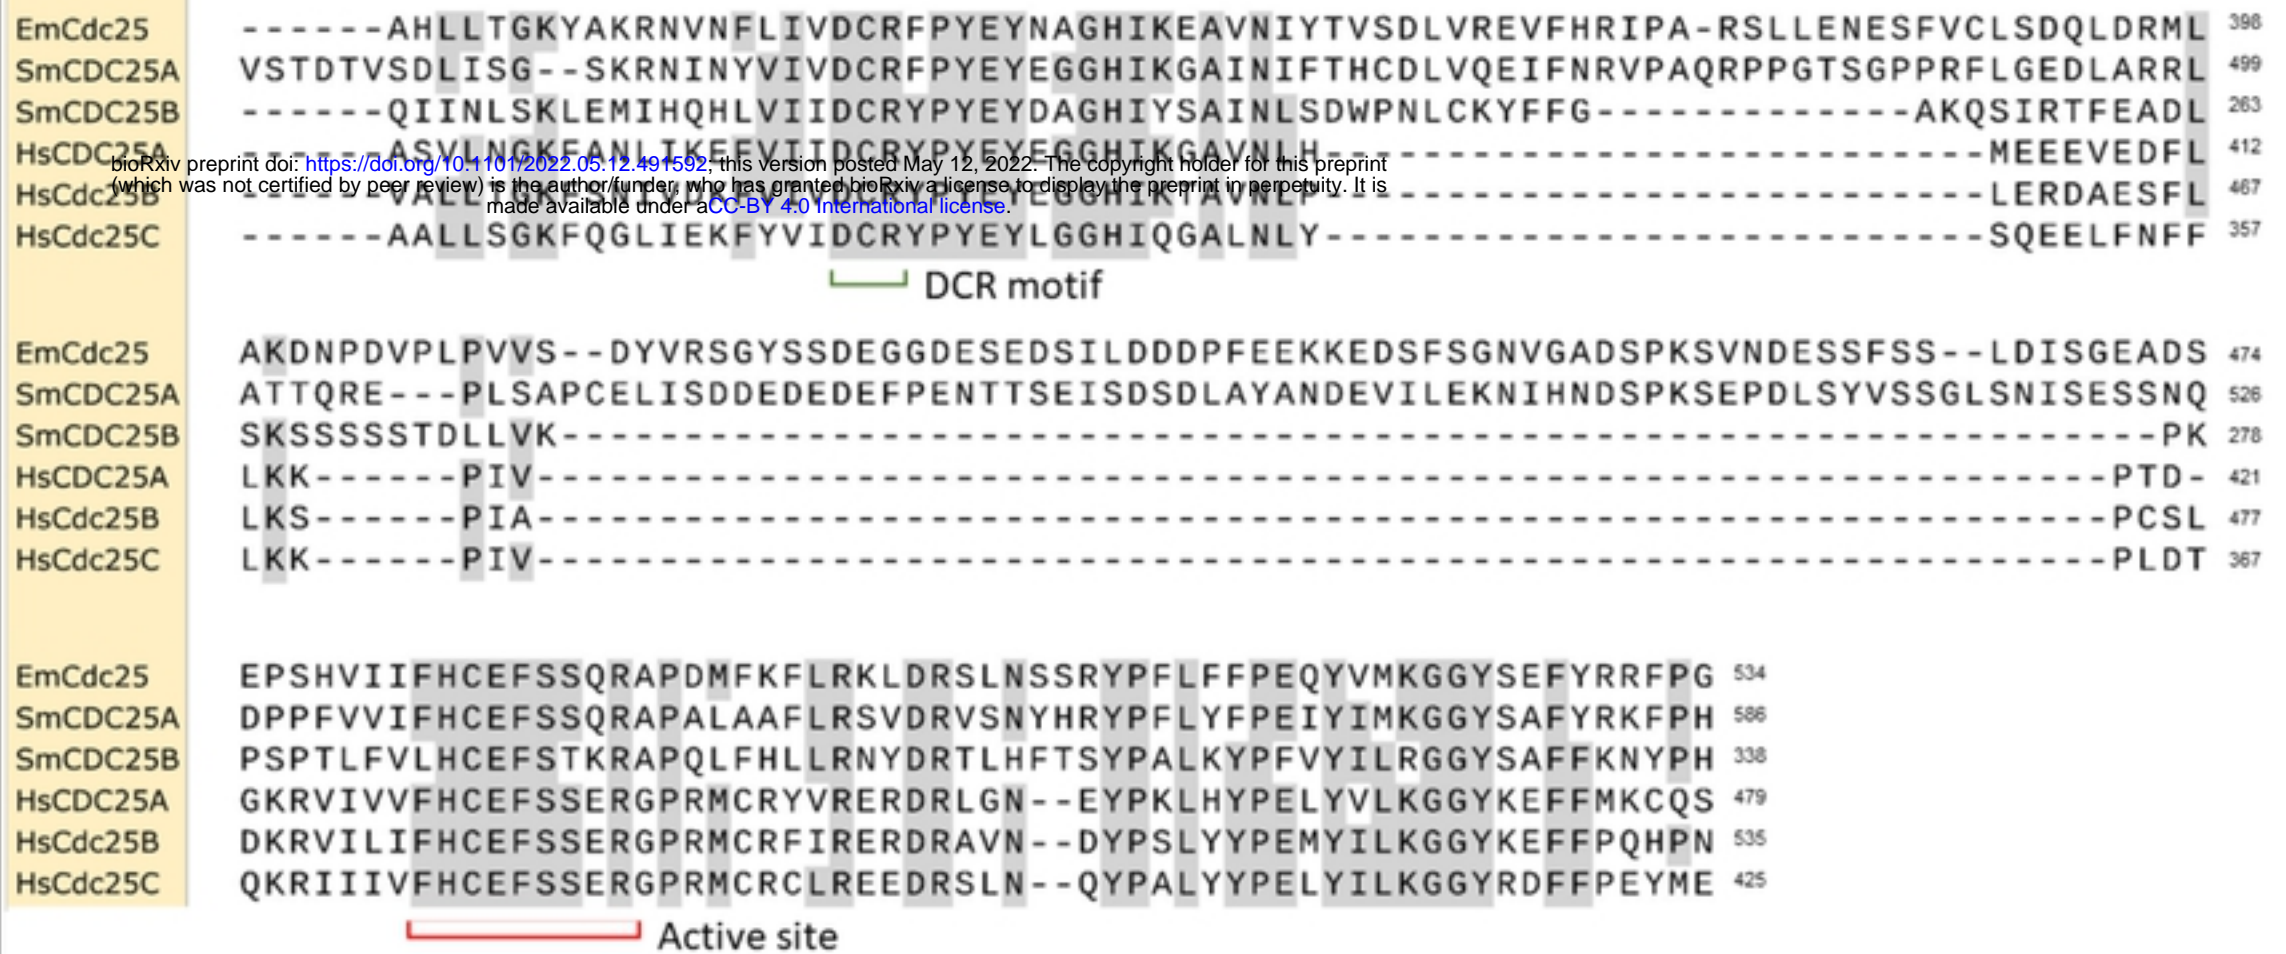 EmCdc25 ------AHLLTGKYAKRNVNFLIVDCRFPYEYNAGHIKEAVNIYTVSDLVREVFHRIPA-RSLLENESFVCLSDQLDRML 398
SmCDC25A VSTDTVSDLISG--SKRNINYVIVDCRFPYEYEGGHIKGAINIFTHCDLVQEIFNRVPAQRPPGTSGPPRFLGEDLARRL 499
SmCDC25B ------QIINLSKLEMIHQHLVIIDCRYPYEYDAGHIYSAINLSDWPNLCKYFFG-------------AKQSIRTFEADL 263
HsCDC25A ------ASVLNGKFANLIKEFVIIDCRYPYEYEGGHIKGAVNLH---------------------------MEEEVEDFL 412
bioRxiv preprint doi: https://doi.org/10.1101/2022.05.12.491592; this version posted May 12, 2022. The copyright holder for this preprint
(which was not certified by peer review) is the author/funder, who has granted bioRxiv a license to display the preprint in perpetuity. It is
HsCdc25B LERDAESFL 467
made available under aCC-BY 4.0 International license.
HsCdc25C ------AALLSGKFQGLIEKFYVIDCRYPYEYLGGHIQGALNLY---------------------------SQEELFNFF 357
DCR motif
EmCdc25 AKDNPDVPLPVVS--DYVRSGYSSDEGGDESEDSILDDDPFEEKKEDSFSGNVGADSPKSVNDESSFSS--LDISGEADS 474
SmCDC25A ATTQRE---PLSAPCELISDDEDEDEFPENTTSEISDSDLAYANDEVILEKNIHNDSPKSEPDLSYVSSGLSNISESSNQ 526
SmCDC25B SKSSSSSTDLLVK-----------------------------------------------------------------PK 278
HsCDC25A LKK------PIV----------------------------------------------------------------PTD- 421
HsCdc25B LKS------PIA----------------------------------------------------------------PCSL 477
HsCdc25C LKK------PIV----------------------------------------------------------------PLDT 367
EmCdc25 EPSHVIIFHCEFSSQRAPDMFKFLRKLDRSLNSSRYPFLFFPEQYVMKGGYSEFYRRFPG 534
SmCDC25A DPPFVVIFHCEFSSQRAPALAAFLRSVDRVSNYHRYPFLYFPEIYIMKGGYSAFYRKFPH 586
SmCDC25B PSPTLFVLHCEFSTKRAPQLFHLLRNYDRTLHFTSYPALKYPFVYILRGGYSAFFKNYPH 338
HsCDC25A GKRVIVVFHCEFSSERGPRMCRYVRERDRLGN--EYPKLHYPELYVLKGGYKEFFMKCQS 479
HsCdc25B DKRVILIFHCEFSSERGPRMCRFIRERDRAVN--DYPSLYYPEMYILKGGYKEFFPQHPN 535
HsCdc25C QKRIIIVFHCEFSSERGPRMCRCLREEDRSLN--QYPALYYPELYILKGGYRDFFPEYME 425
Active site